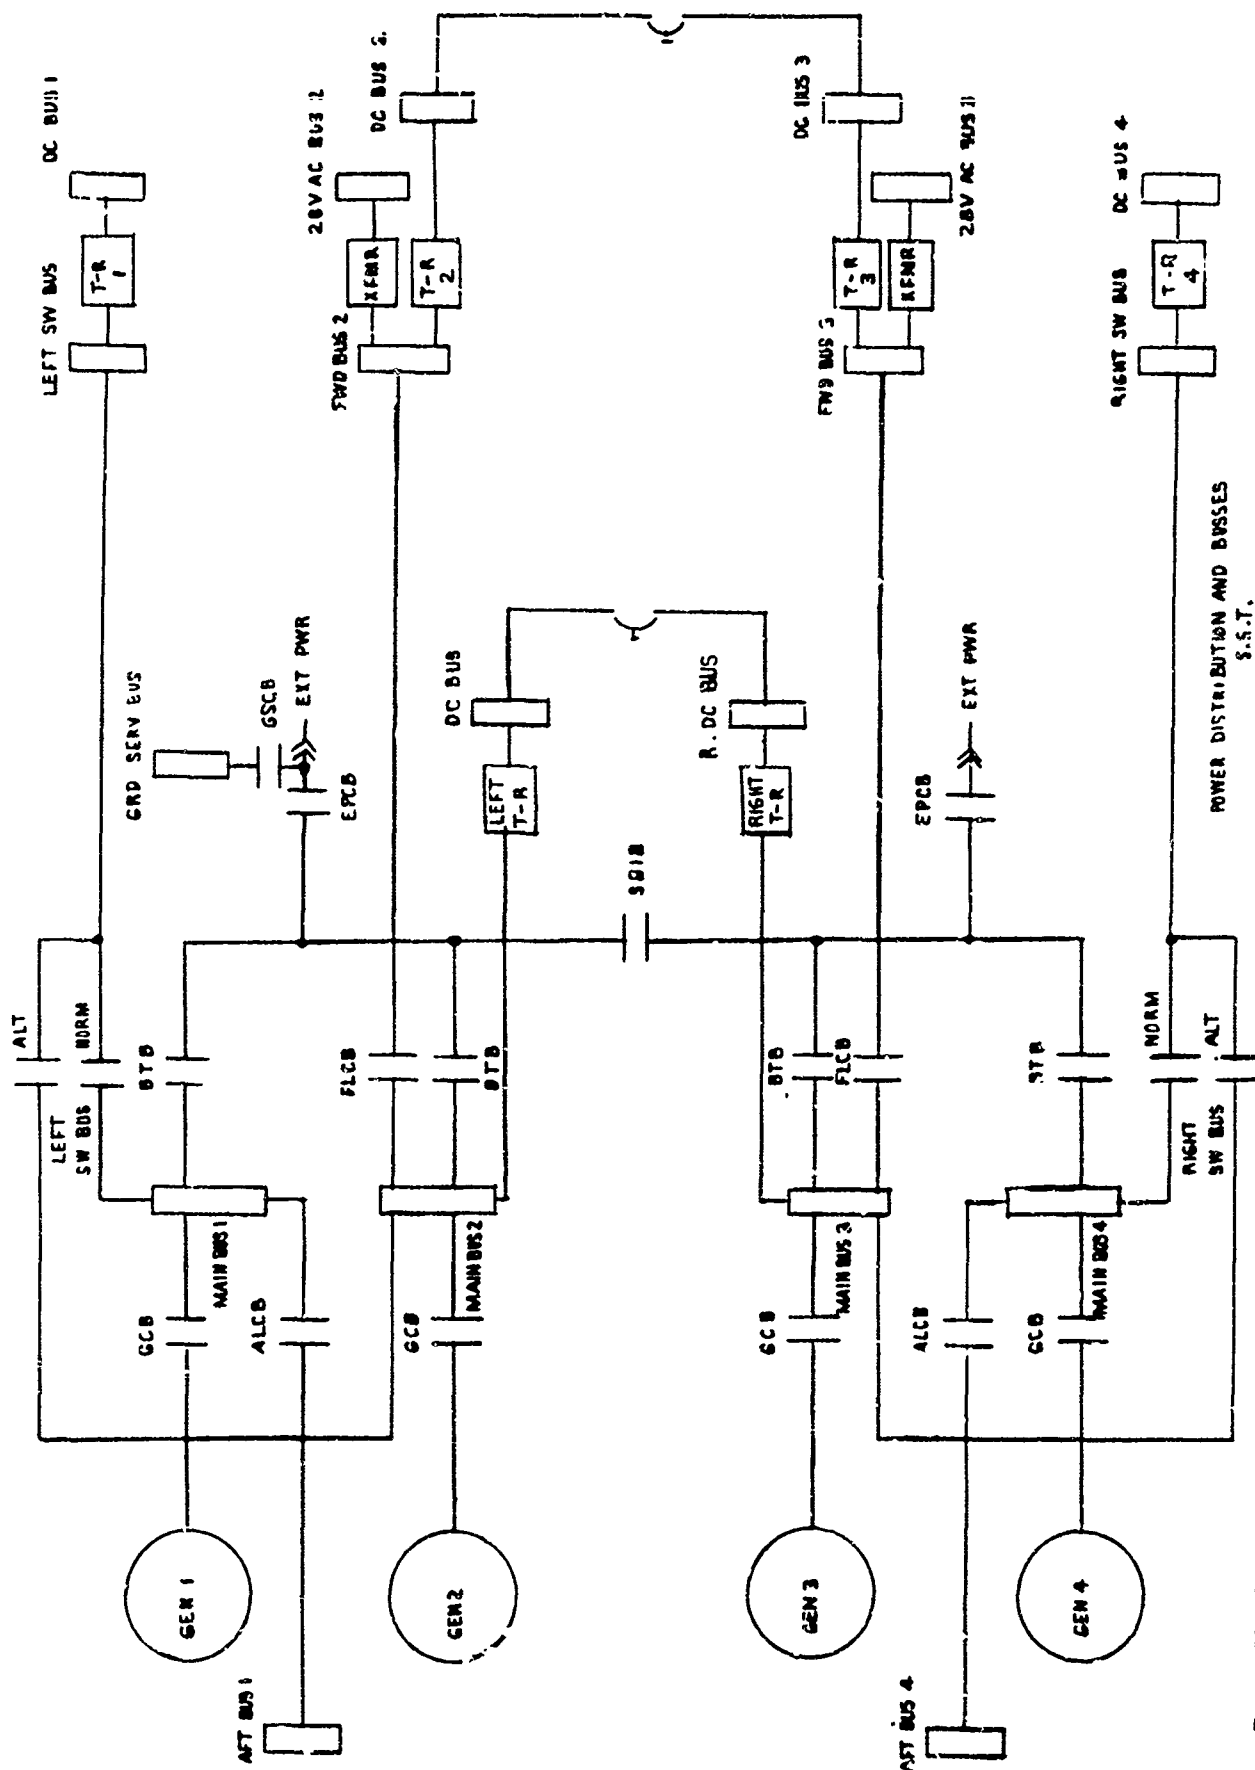 DC BUS 1
LEFT SW BUS
T-R
1
28V AC BUS 2
XFMR
FWD BUS 2
DC BUS 2
T-R
2
DC BUS 3
T-R
3
FWD BUS 3
28V AC BUS
XFMR
DC BUS 4
T-R
4
RIGHT SW BUS
GRD SERV BUS
GSCB
EXT PWR
EPCB
DC BUS
LEFT
T-R
R. DC BUS
RIGHT
T-R
EXT PWR
EPCB
ALT
NORM
LEFT
SW BUS
BTB
FLCB
BTB
BTB
FLCB
BTB
NORM
ALT
RIGHT
SW BUS
MAIN BUS 1
GCB
ALCB
MAIN BUS 2
GCB
MAIN BUS 3
GCB
ALCB
MAIN BUS 4
GCB
GEN 1
GEN 2
GEN 3
GEN 4
AFT BUS 1
AFT BUS 4
POWER DISTRIBUTION AND BUSSES
S.S.T.